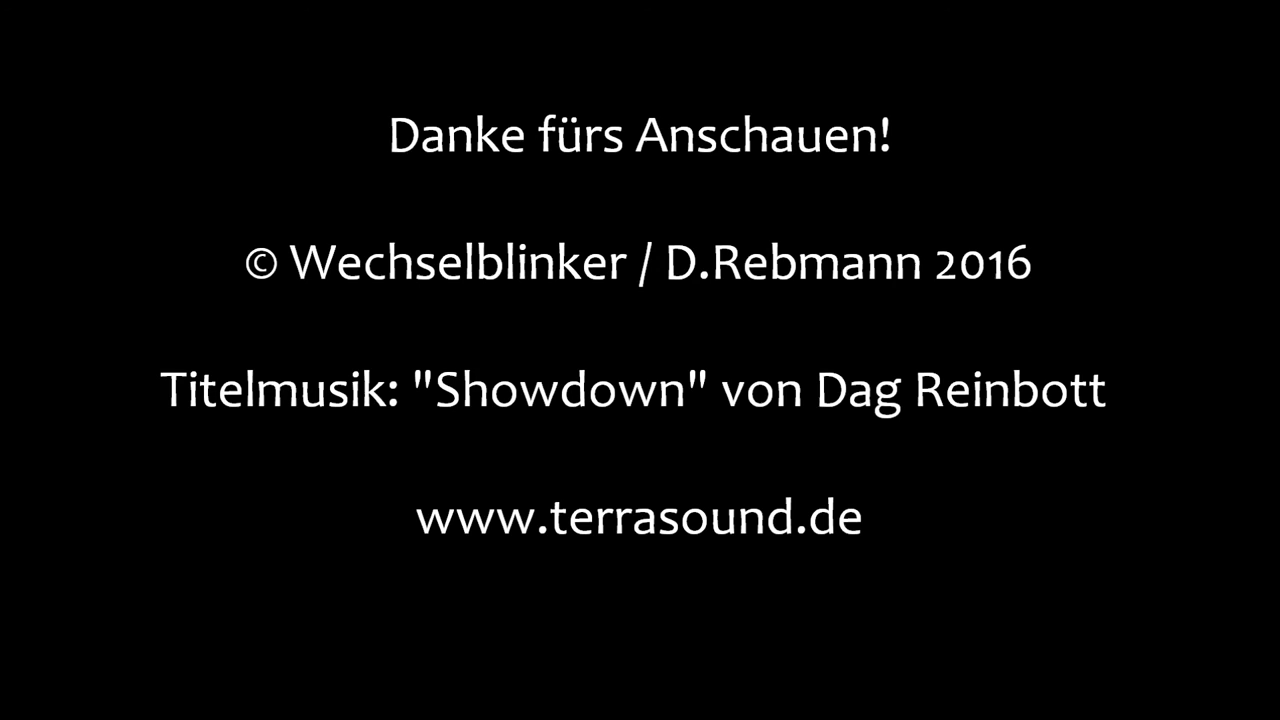 Danke fürs Anschauen!
© Wechselblinker / D.Rebmann 2016
Titelmusik: "Showdown" von Dag Reinbott
www.terrasound.de